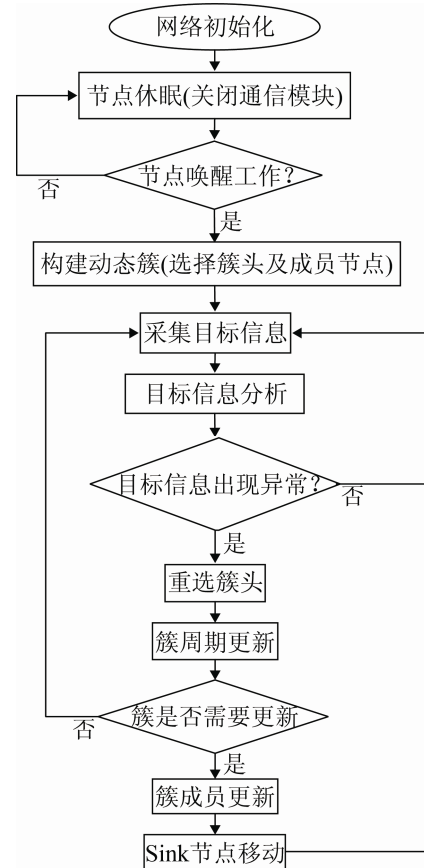 网络初始化
节点休眠(关闭通信模块)
节点唤醒工作?
否
是
构建动态簇(选择簇头及成员节点)
采集目标信息
目标信息分析
目标信息出现异常?
否
是
重选簇头
簇周期更新
簇是否需要更新
否
是
簇成员更新
Sink节点移动